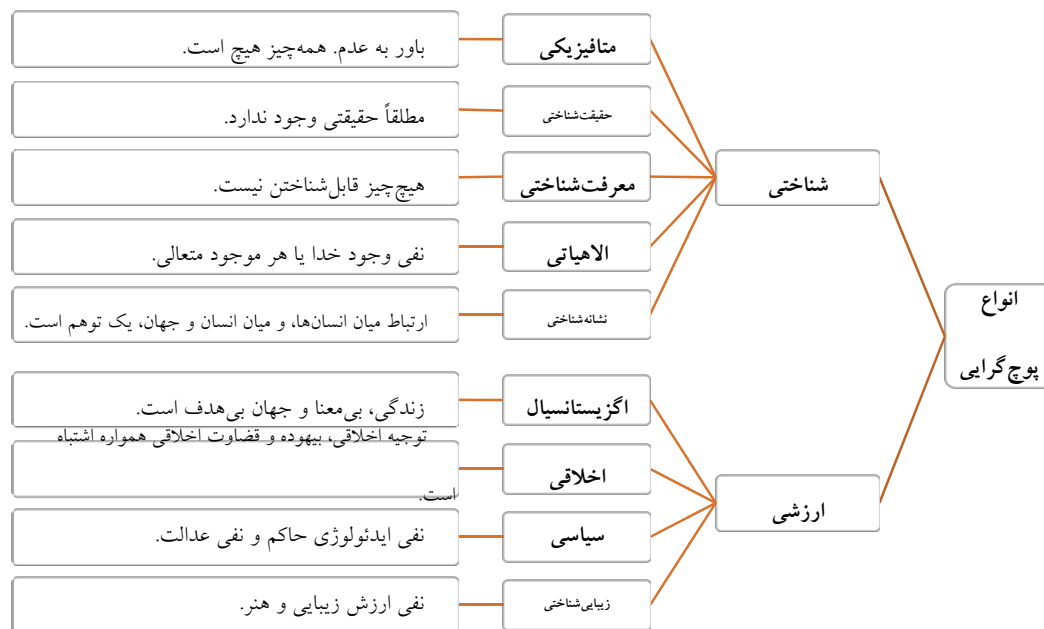 انواع
پوچ‌گرایی
شناختی
متافیزیکی
باور به عدم. همه‌چیز هیچ است.
حقیقت‌شناختی
مطلقاً حقیقتی وجود ندارد.
معرفت‌شناختی
هیچ‌چیز قابل‌شناختن نیست.
الاهیاتی
نفی وجود خدا یا هر موجود متعالی.
نشانه‌شناختی
ارتباط میان انسان‌ها، و میان انسان و جهان، یک توهم است.
ارزشی
اگزیستانسیال
زندگی، بی‌معنا و جهان بی‌هدف است.
اخلاقی
توجیه اخلاقی، بیهوده و قضاوت اخلاقی همواره اشتباه
است.
سیاسی
نفی ایدئولوژی حاکم و نفی عدالت.
زیبایی‌شناختی
نفی ارزش زیبایی و هنر.